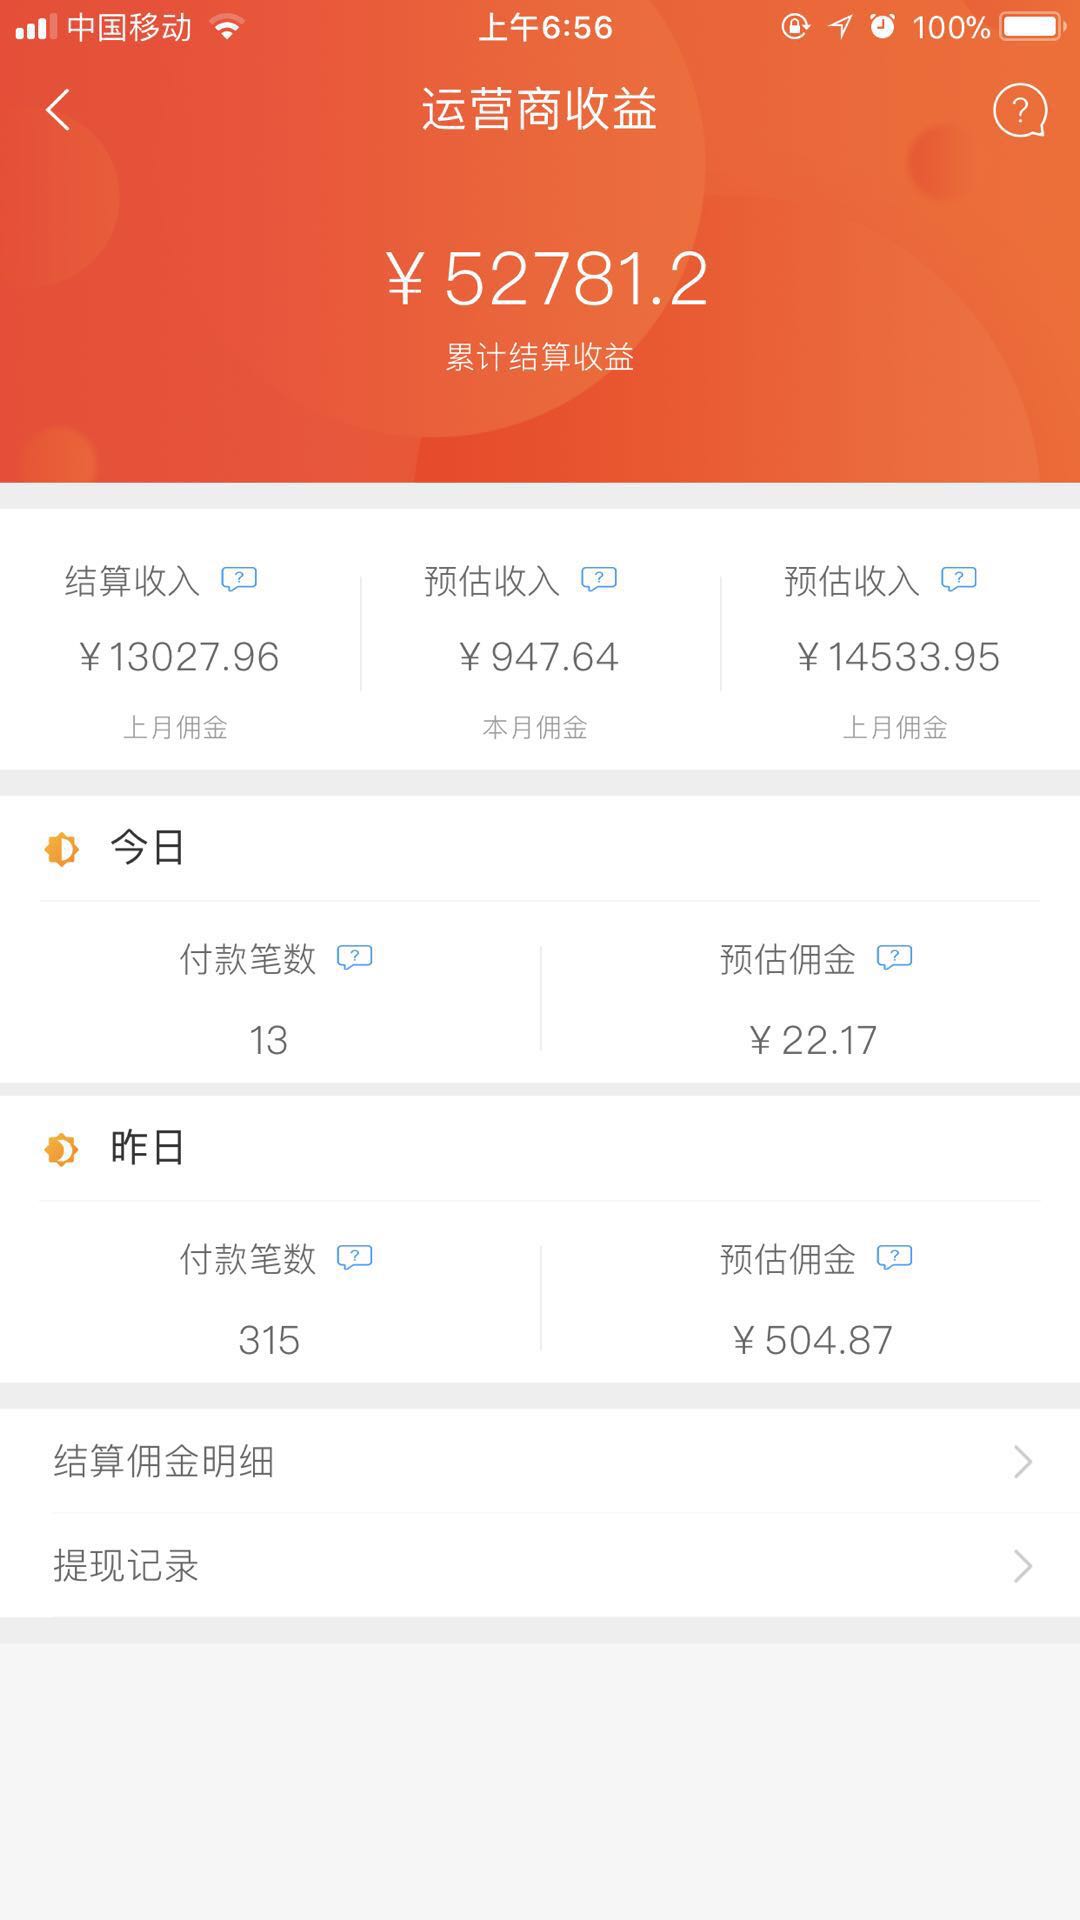 中国移动 上午6:56 100%
运营商收益 ?
¥52781.2
累计结算收益
结算收入 ? 预估收入 ? 预估收入 ?
¥13027.96 ¥947.64 ¥14533.95
上月佣金 本月佣金 上月佣金
今日
付款笔数 ? 预估佣金 ?
13 ¥22.17
昨日
付款笔数 ? 预估佣金 ?
315 ¥504.87
结算佣金明细
提现记录